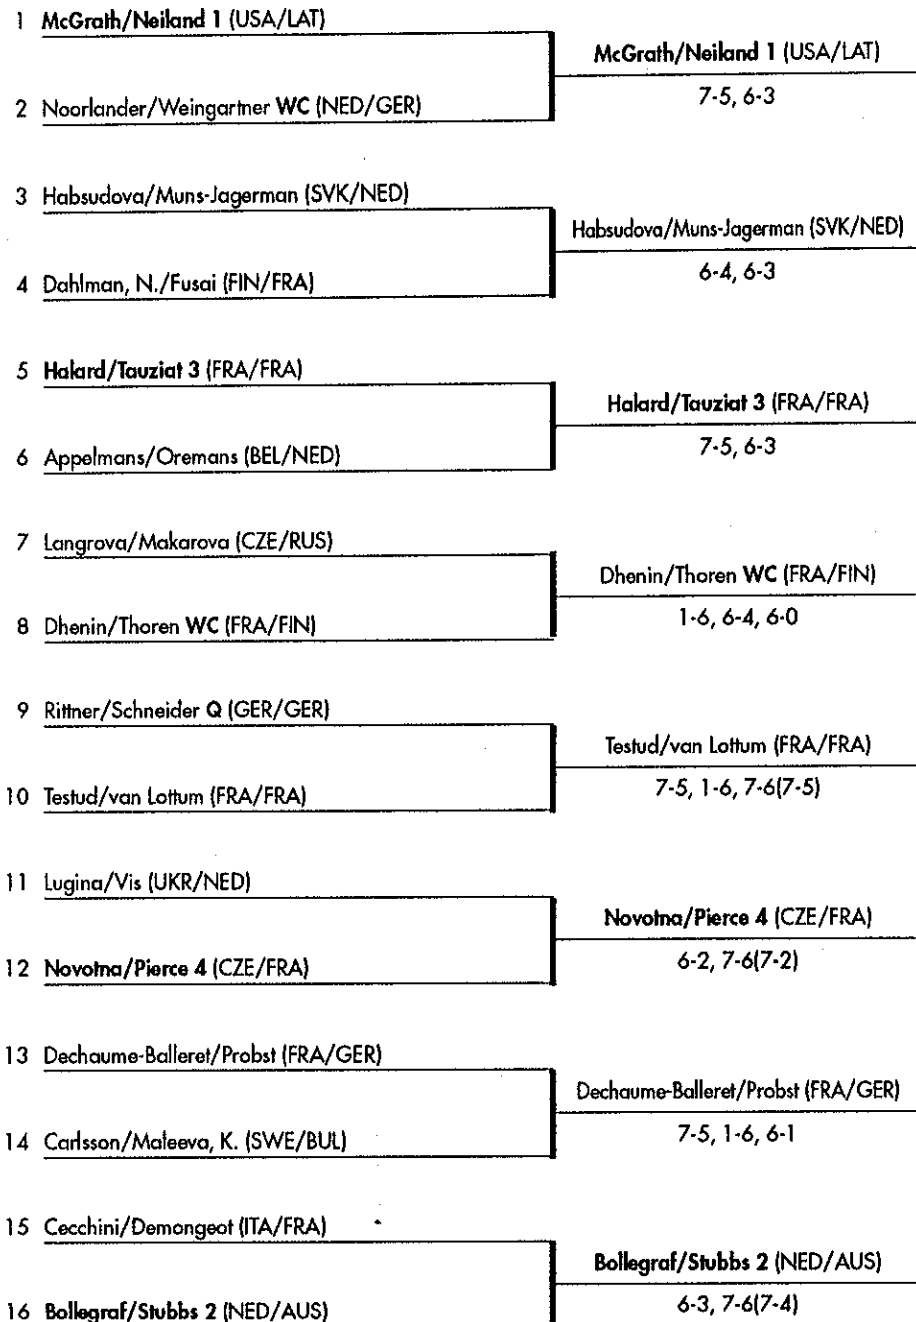 1 McGrath/Neiland 1 (USA/LAT)
McGrath/Neiland 1 (USA/LAT)
7-5, 6-3
2 Noorlander/Weingartner WC (NED/GER)
3 Habsudova/Muns-Jagerman (SVK/NED)
Habsudova/Muns-Jagerman (SVK/NED)
6-4, 6-3
4 Dahlman, N./Fusai (FIN/FRA)
5 Halard/Tauziat 3 (FRA/FRA)
Halard/Tauziat 3 (FRA/FRA)
7-5, 6-3
6 Appelmans/Oremans (BEL/NED)
7 Langrova/Makarova (CZE/RUS)
Dhenin/Thoren WC (FRA/FIN)
1-6, 6-4, 6-0
8 Dhenin/Thoren WC (FRA/FIN)
9 Rittner/Schneider Q (GER/GER)
Testud/van Lottum (FRA/FRA)
7-5, 1-6, 7-6(7-5)
10 Testud/van Lottum (FRA/FRA)
11 Lugina/Vis (UKR/NED)
Novotna/Pierce 4 (CZE/FRA)
6-2, 7-6(7-2)
12 Novotna/Pierce 4 (CZE/FRA)
13 Dechaume-Balleret/Probst (FRA/GER)
Dechaume-Balleret/Probst (FRA/GER)
7-5, 1-6, 6-1
14 Carlsson/Maleeva, K. (SWE/BUL)
15 Cecchini/Demongeot (ITA/FRA)
Bollegraf/Stubbs 2 (NED/AUS)
6-3, 7-6(7-4)
16 Bollegraf/Stubbs 2 (NED/AUS)